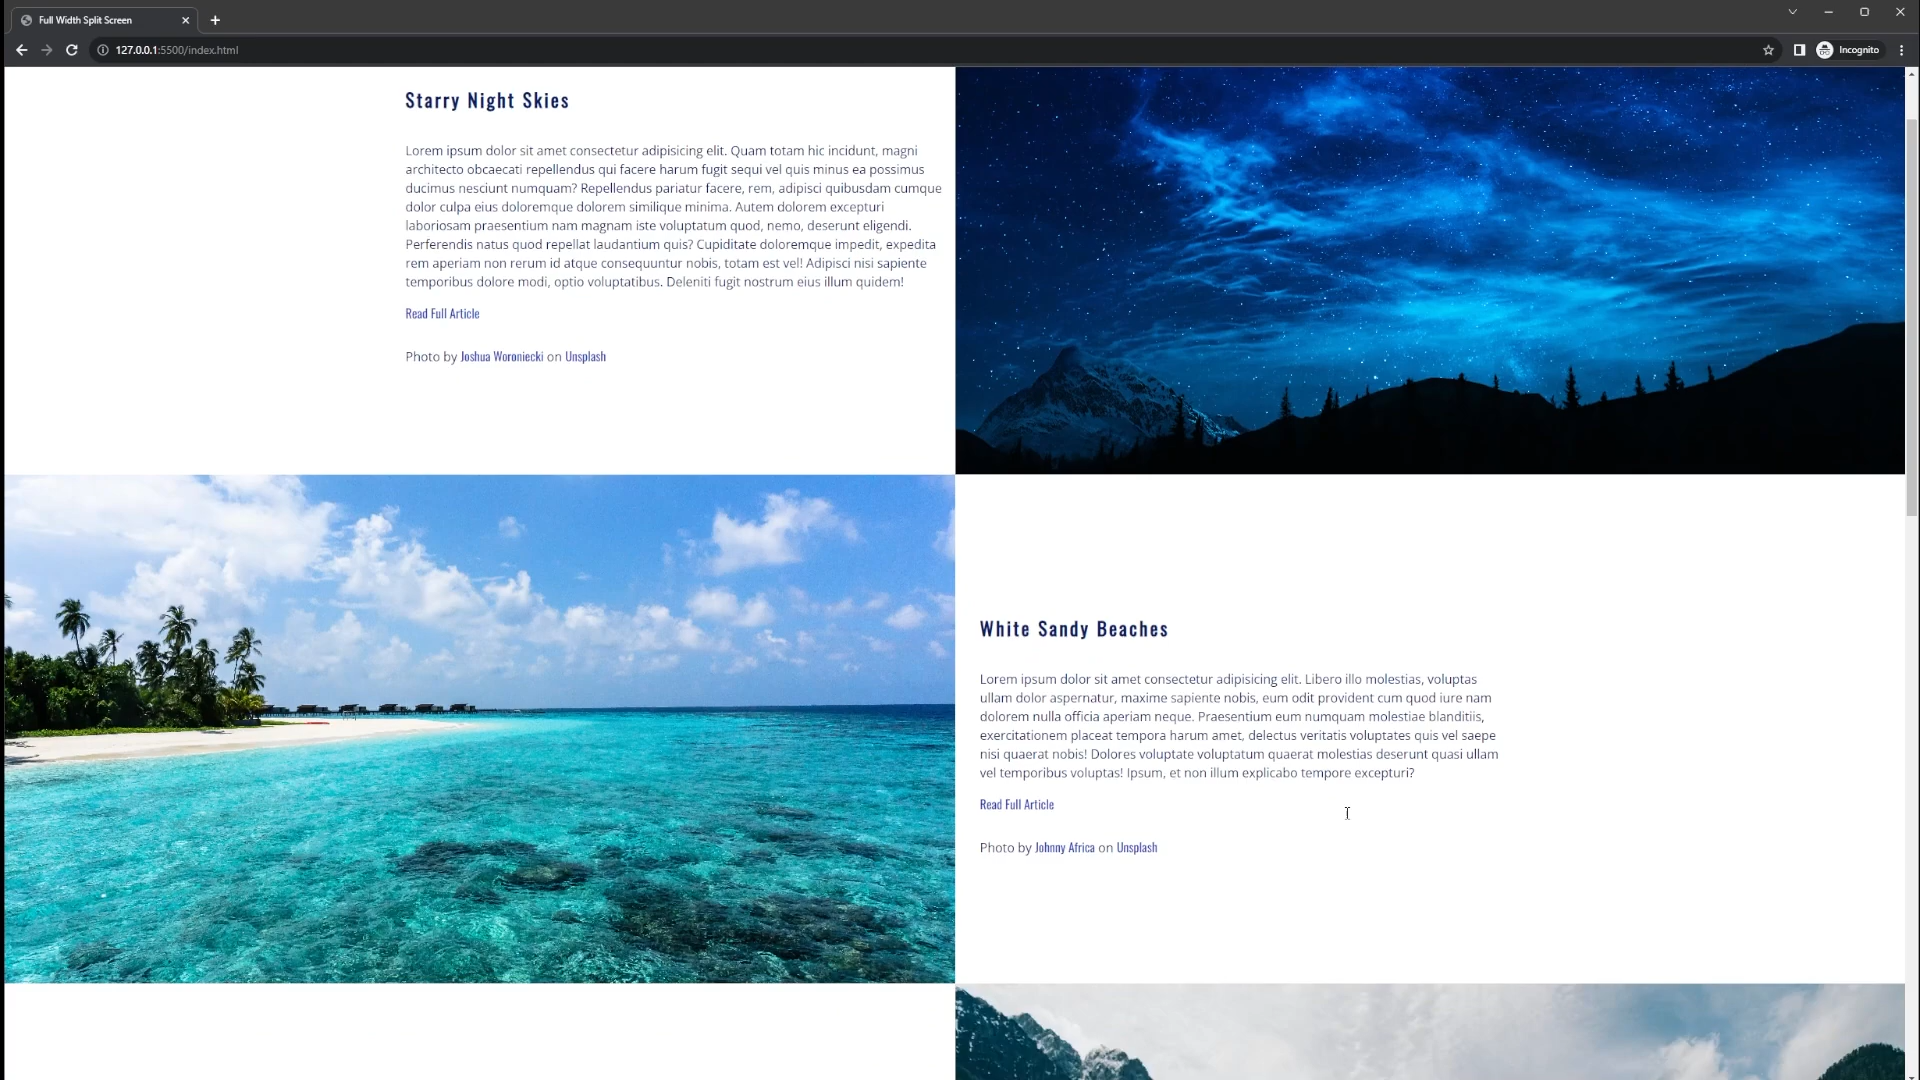 Full Width Split Screen
127.0.0.1:5500/index.html
Incognito
Starry Night Skies
Lorem ipsum dolor sit amet consectetur adipisicing elit. Quam totam hic incidunt, magni
architecto obcaecati repellendus qui facere harum fugit sequi vel quis minus ea possimus
ducimus nesciunt numquam? Repellendus pariatur facere, rem, adipisci quibusdam cumque
dolor culpa eius doloremque dolorem similique minima. Autem dolorem excepturi
laboriosam praesentium nam magnam iste voluptatum quod, nemo, deserunt eligendi.
Perferendis natus quod repellat laudantium quis? Cupiditate doloremque impedit, expedita
rem aperiam non rerum id atque consequuntur nobis, totam est vel! Adipisci nisi sapiente
temporibus dolore modi, optio voluptatibus. Deleniti fugit nostrum eius illum quidem!
Read Full Article
Photo by Joshua Woroniecki on Unsplash
White Sandy Beaches
Lorem ipsum dolor sit amet consectetur adipisicing elit. Libero illo molestias, voluptas
ullam dolor aspernatur, maxime sapiente nobis, eum odit provident cum quod iure nam
dolorem nulla officia aperiam neque. Praesentium eum numquam molestiae blanditiis,
exercitationem placeat tempora harum amet, delectus veritatis voluptates quis vel saepe
nisi quaerat nobis! Dolores voluptate voluptatum quaerat molestias deserunt quasi ullam
vel temporibus voluptas! Ipsum, et non illum explicabo tempore excepturi?
Read Full Article
Photo by Johnny Africa on Unsplash